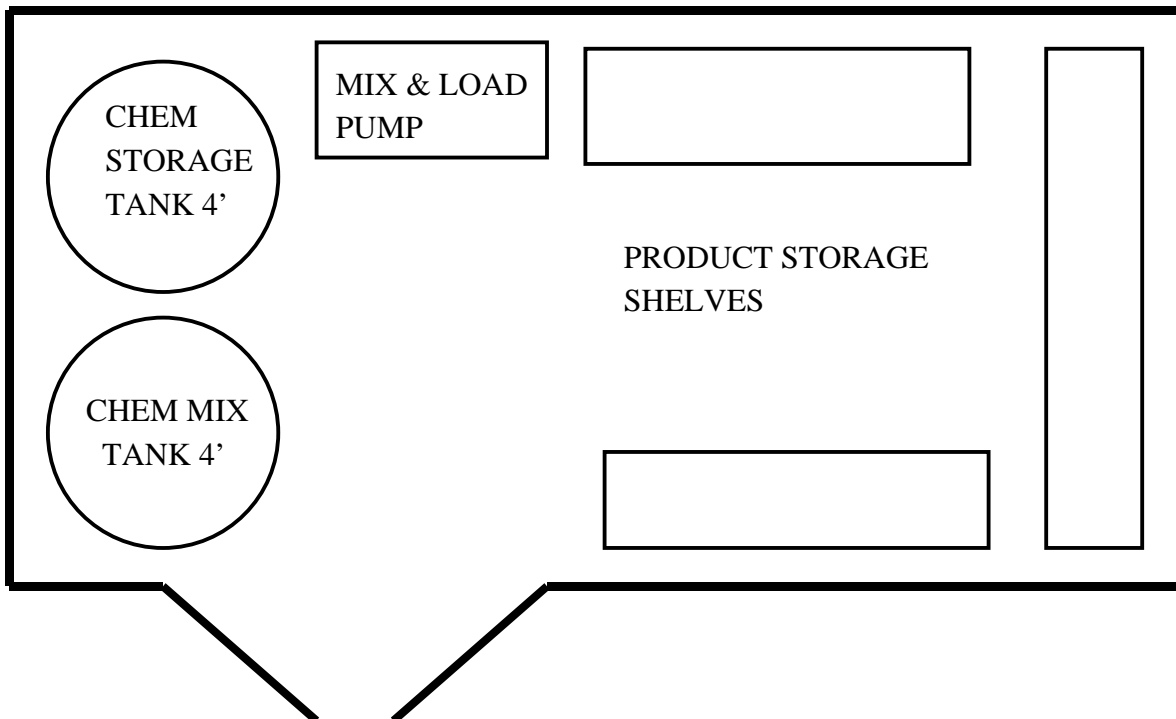 CHEM
STORAGE
TANK 4’
MIX & LOAD
PUMP
PRODUCT STORAGE
SHELVES
CHEM MIX
TANK 4’